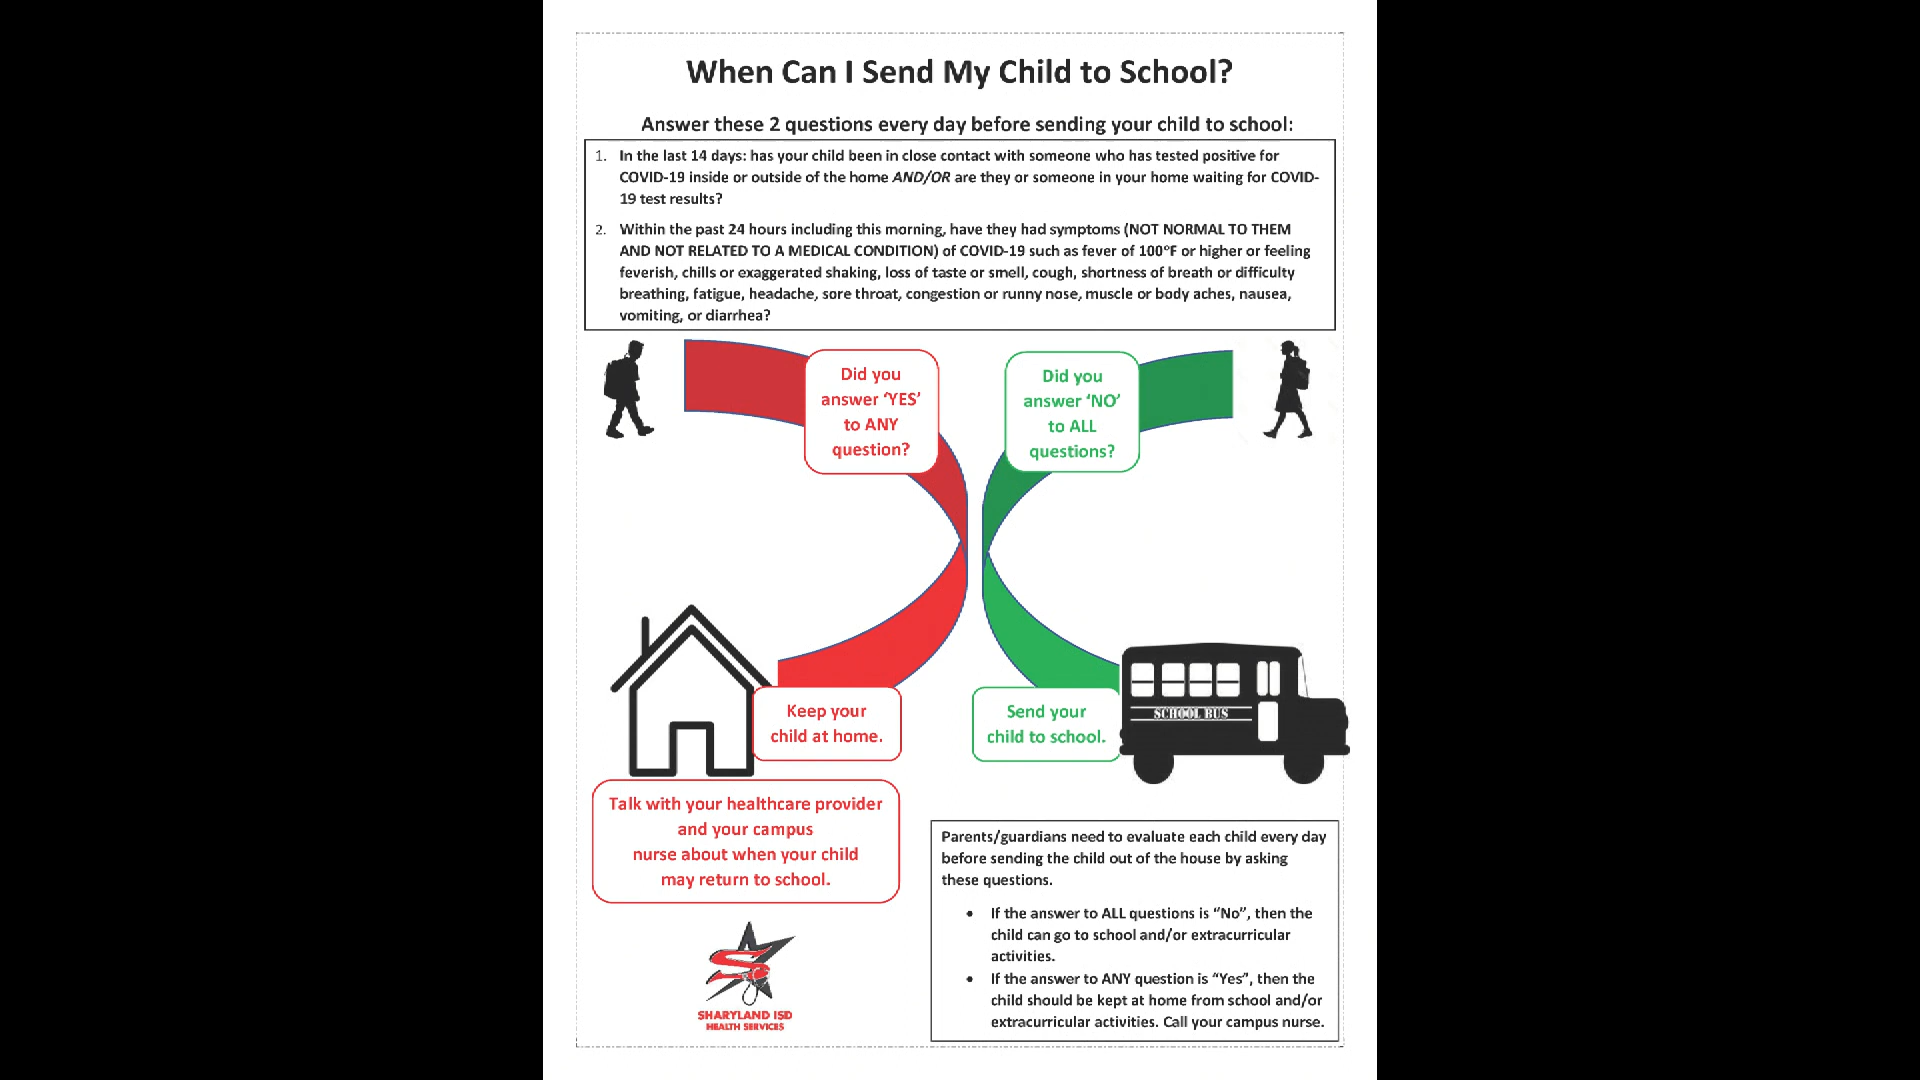 When Can I Send My Child to School?
Answer these 2 questions every day before sending your child to school:
1. In the last 14 days: has your child been in close contact with someone who has tested positive for
COVID-19 inside or outside of the home AND/OR are they or someone in your home waiting for COVID-
19 test results?
2. Within the past 24 hours including this morning, have they had symptoms (NOT NORMAL TO THEM
AND NOT RELATED TO A MEDICAL CONDITION) of COVID-19 such as fever of 100°F or higher or feeling
feverish, chills or exaggerated shaking, loss of taste or smell, cough, shortness of breath or difficulty
breathing, fatigue, headache, sore throat, congestion or runny nose, muscle or body aches, nausea,
vomiting, or diarrhea?
Did you
answer ‘YES’
to ANY
question?
Did you
answer ‘NO’
to ALL
questions?
Keep your
child at home.
Send your
child to school.
SCHOOL BUS
Talk with your healthcare provider
and your campus
nurse about when your child
may return to school.
Parents/guardians need to evaluate each child every day
before sending the child out of the house by asking
these questions.
• If the answer to ALL questions is “No”, then the
child can go to school and/or extracurricular
activities.
• If the answer to ANY question is “Yes”, then the
child should be kept at home from school and/or
extracurricular activities. Call your campus nurse.
SHARYLAND ISD
HEALTH SERVICES